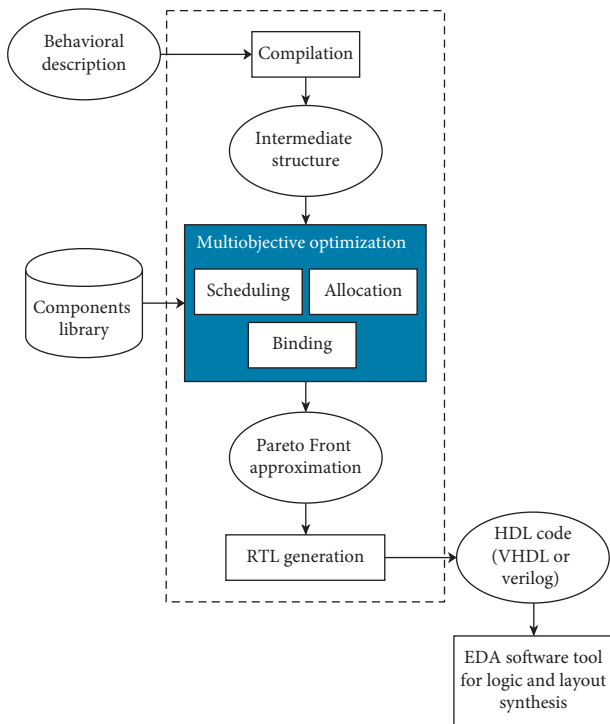 Behavioral
description
Compilation
Intermediate
structure
Multiobjective optimization
Scheduling
Allocation
Binding
Components
library
Pareto Front
approximation
RTL generation
HDL code
(VHDL or
verilog)
EDA software tool
for logic and layout
synthesis